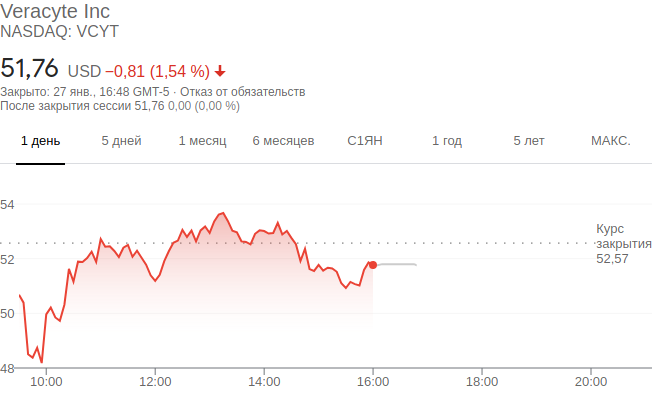 Veracyte Inc
NASDAQ: VCYT
51,76 USD −0,81 (1,54 %)
Закрыто: 27 янв., 16:48 GMT-5 · Отказ от обязательств
После закрытия сессии 51,76 0,00 (0,00 %)
1 день 5 дней 1 месяц 6 месяцев С1ЯН 1 год 5 лет МАКС.
54
Курс
закрытия
52,57
52
50
48
10:00 12:00 14:00 16:00 18:00 20:00